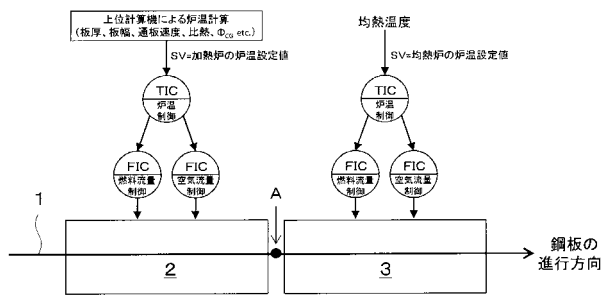 上位計算機による炉温計算
(板厚、板幅、通板速度、比熱、ΦCG etc.)
SV=加熱炉の炉温設定値
均熱温度
SV=均熱炉の炉温設定値
TIC
炉温
制御
TIC
炉温
制御
FIC
燃料流量
制御
FIC
空気流量
制御
FIC
燃料流量
制御
FIC
空気流量
制御
A
1
2
3
鋼板の
進行方向